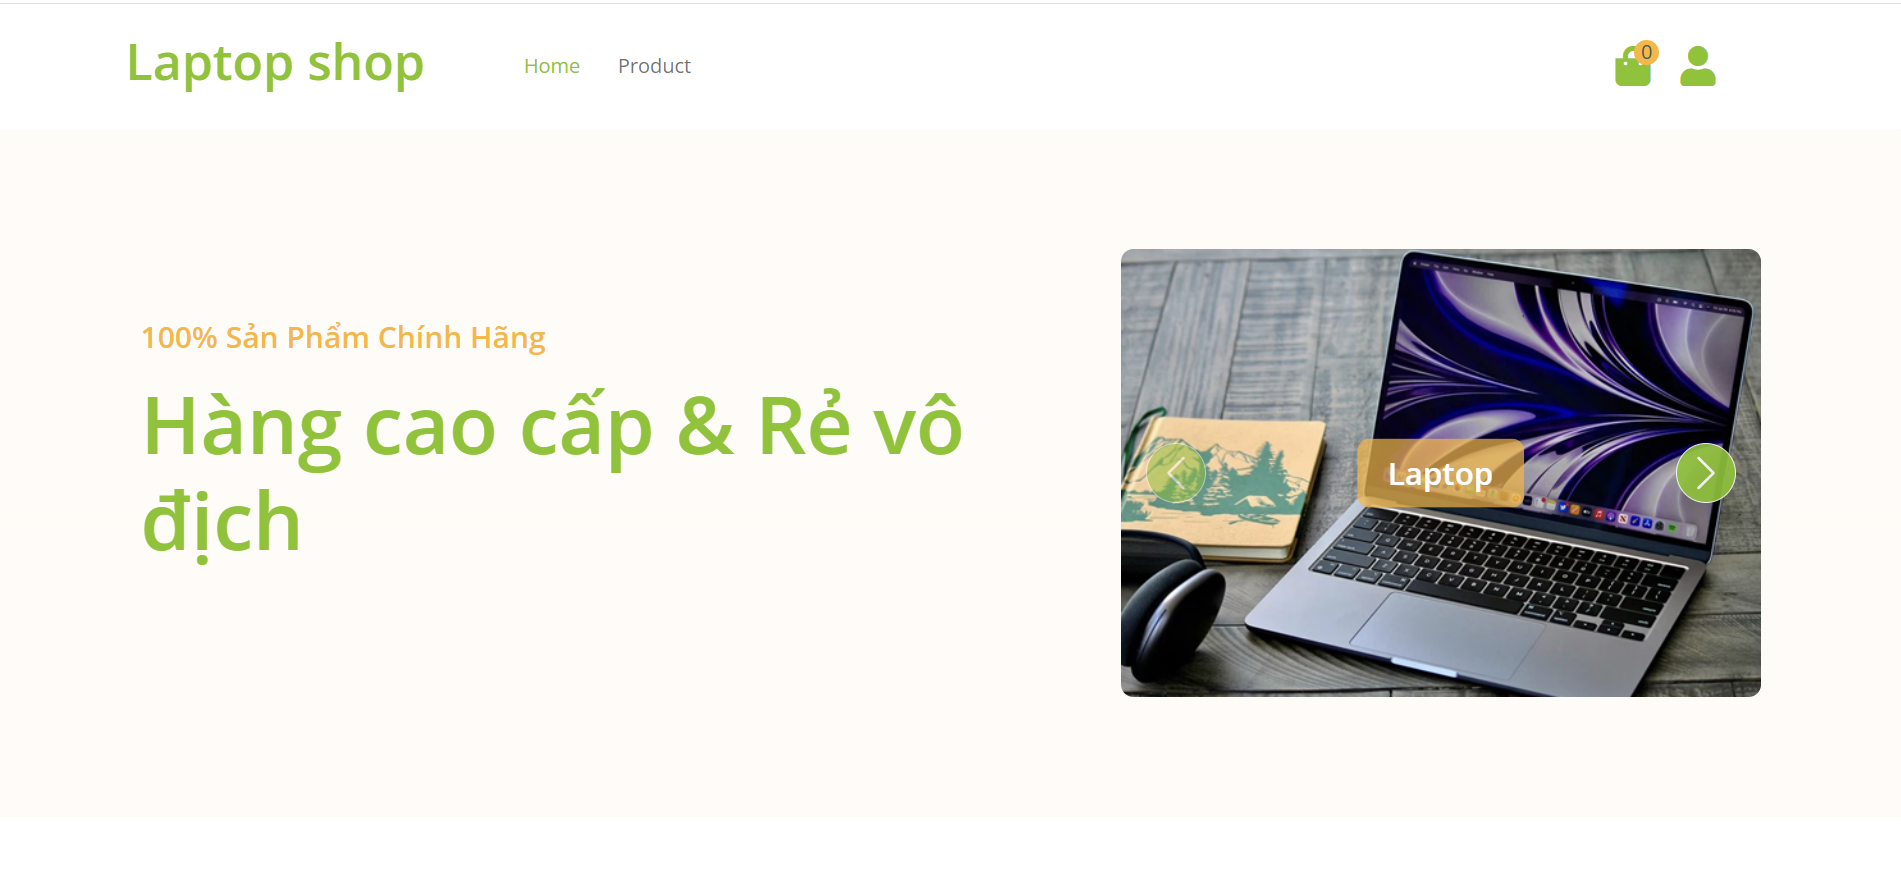 Laptop shop
Home
Product
0
100% Sản Phẩm Chính Hãng
Hàng cao cấp & Rẻ vô
địch
Laptop